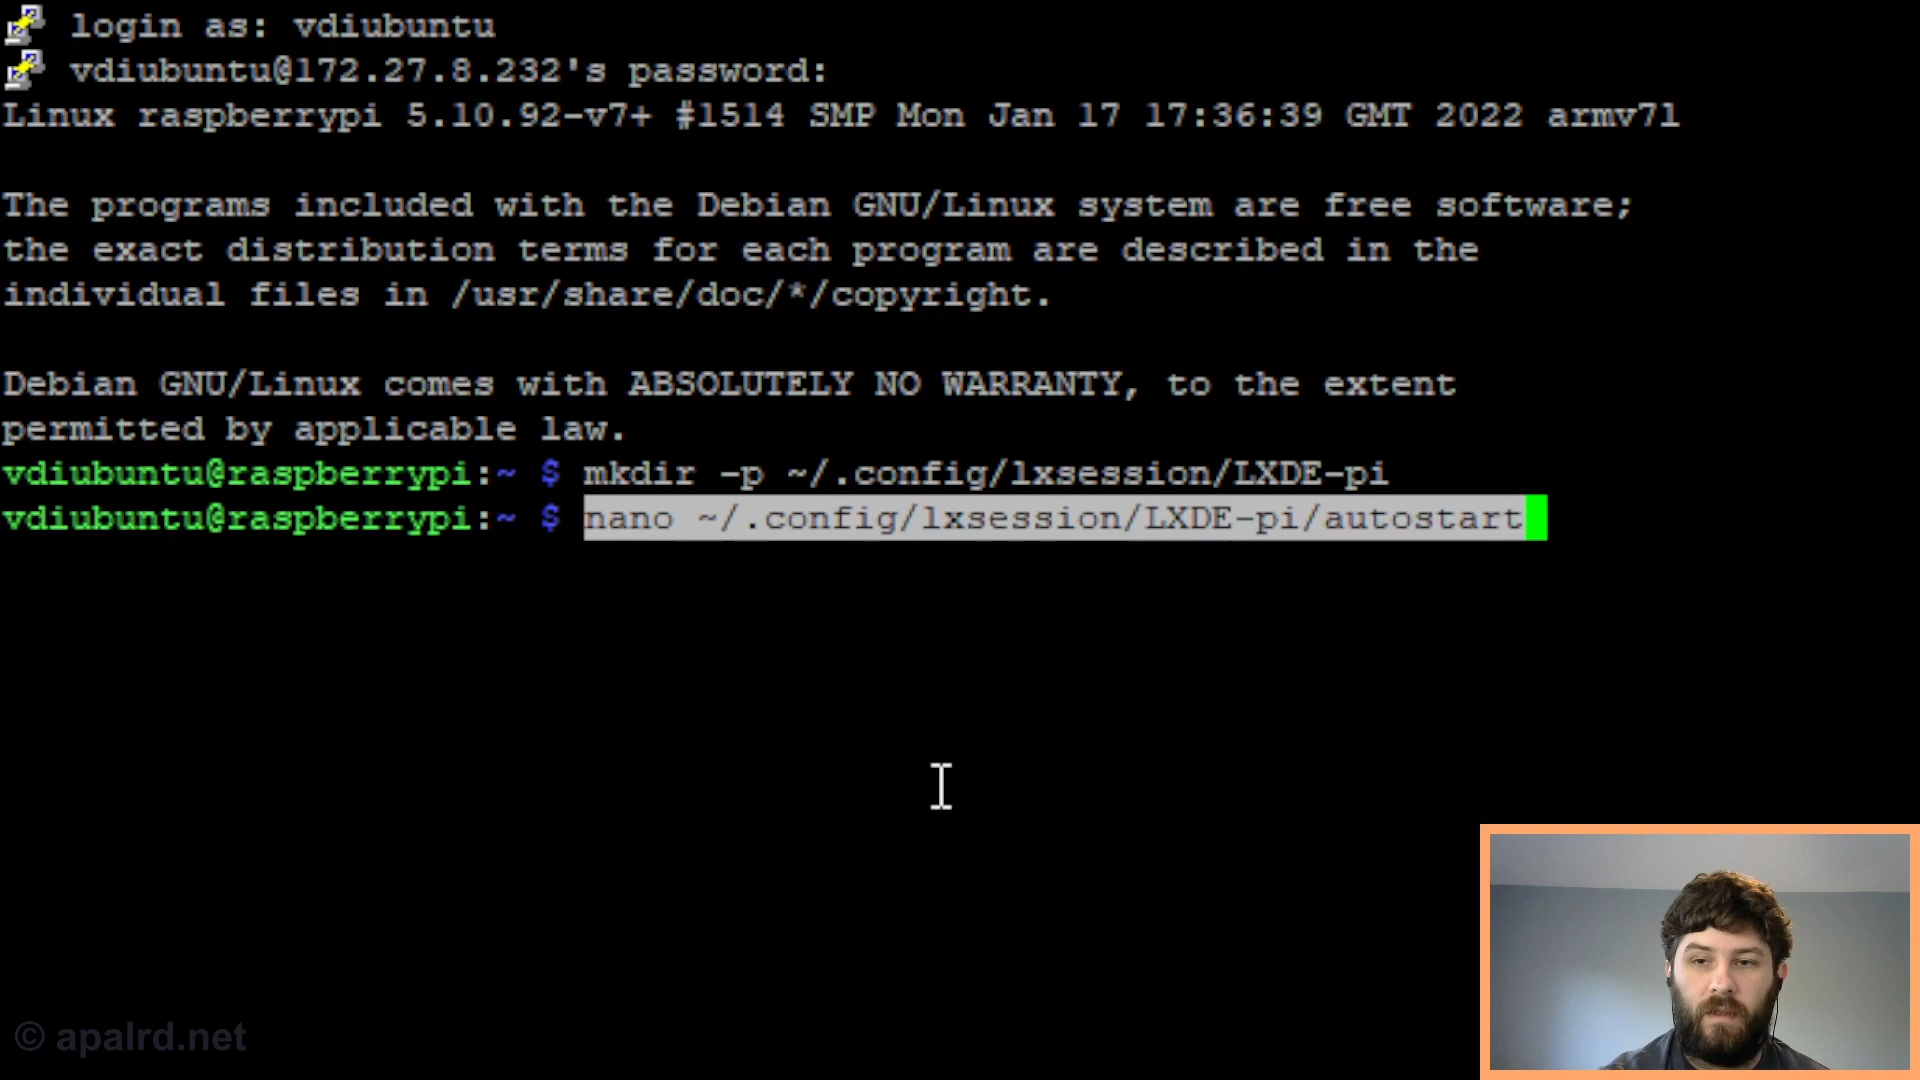 login as: vdiubuntu
vdiubuntu@172.27.8.232's password:
Linux raspberrypi 5.10.92-v7+ #1514 SMP Mon Jan 17 17:36:39 GMT 2022 armv7l
The programs included with the Debian GNU/Linux system are free software;
the exact distribution terms for each program are described in the
individual files in /usr/share/doc/*/copyright.
Debian GNU/Linux comes with ABSOLUTELY NO WARRANTY, to the extent
permitted by applicable law.
vdiubuntu@raspberrypi:~ $ mkdir -p ~/.config/lxsession/LXDE-pi
vdiubuntu@raspberrypi:~ $ nano ~/.config/lxsession/LXDE-pi/autostart
© apalrd.net